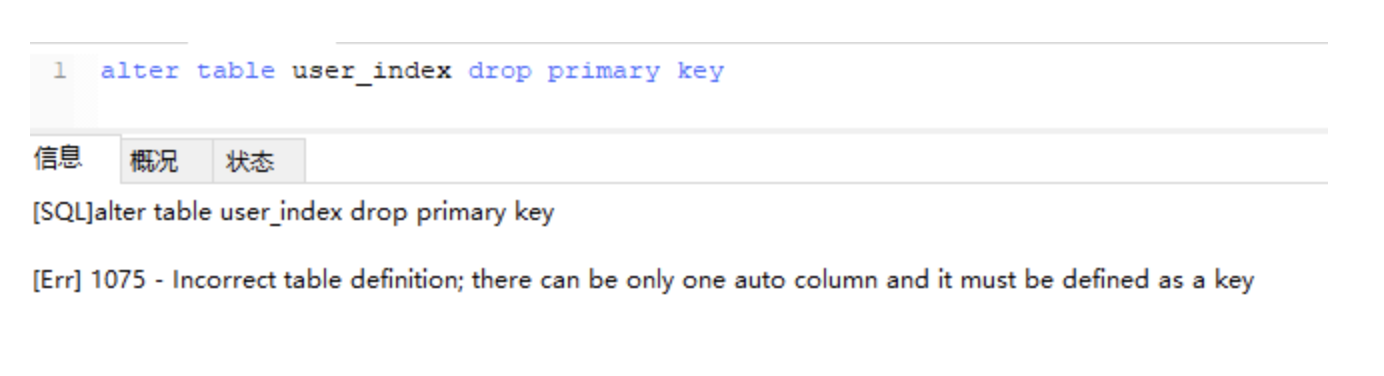 1 alter table user_index drop primary key
信息 概况 状态
[SQL]alter table user_index drop primary key
[Err] 1075 - Incorrect table definition; there can be only one auto column and it must be defined as a key